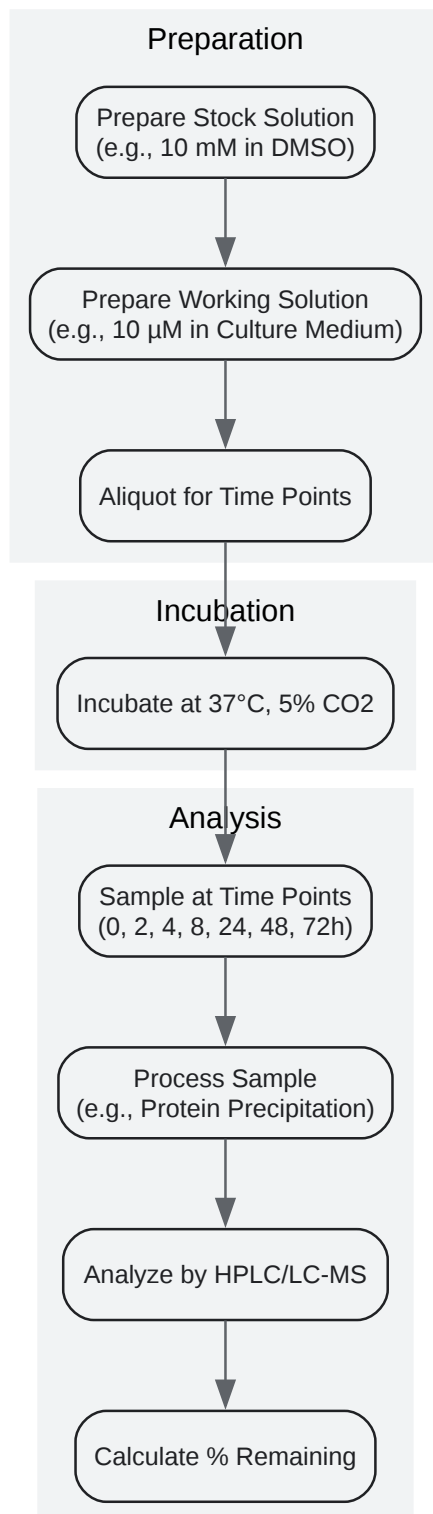 Preparation
Prepare Stock Solution
(e.g., 10 mM in DMSO)
Prepare Working Solution
(e.g., 10 µM in Culture Medium)
Aliquot for Time Points
Incubation
Incubate at 37°C, 5% CO2
Analysis
Sample at Time Points
(0, 2, 4, 8, 24, 48, 72h)
Process Sample
(e.g., Protein Precipitation)
Analyze by HPLC/LC-MS
Calculate % Remaining